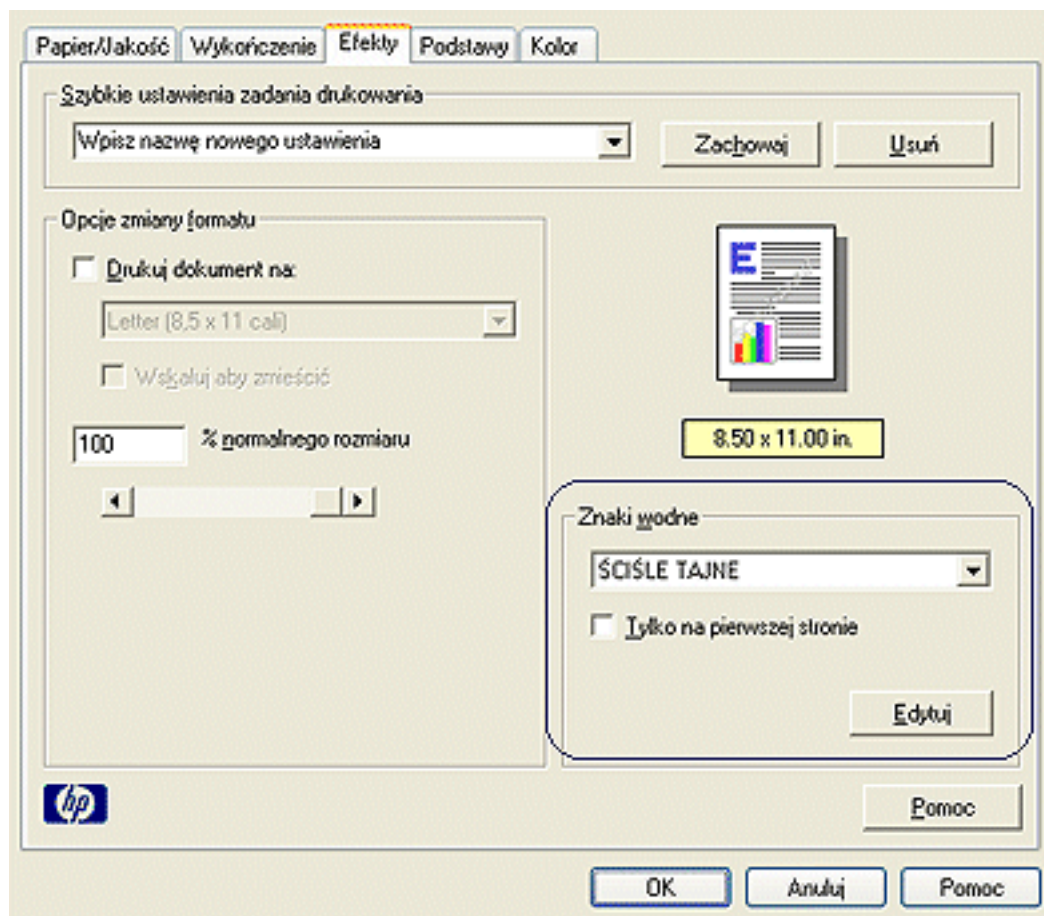 Papier/Jakość Wykończenie Efekty Podstawy Kolor
Szybkie ustawienia zadania drukowania
Wpisz nazwę nowego ustawienia
Zachowaj
Usuń
Opcje zmiany formatu
Drukuj dokument na:
Letter (8,5 x 11 cali)
Wskaluj aby zmieścić
100 % normalnego rozmiaru
E
8.50 x 11.00 in.
Znaki wodne
ŚCIŚLE TAJNE
Tylko na pierwszej stronie
Edytuj
hp
Pomoc
OK Anuluj Pomoc